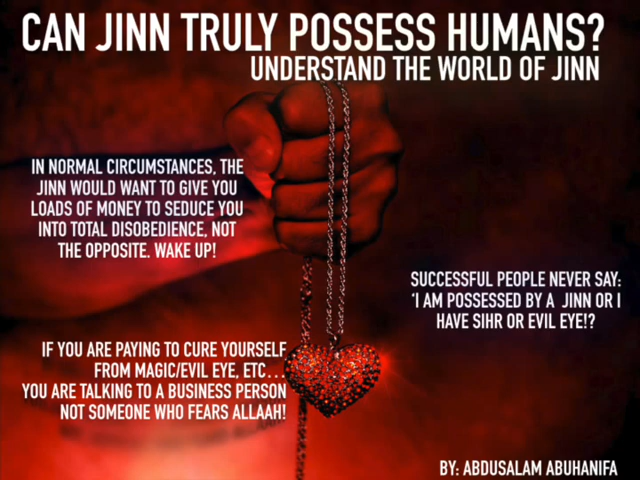 CAN JINN TRULY POSSESS HUMANS?
UNDERSTAND THE WORLD OF JINN
IN NORMAL CIRCUMSTANCES, THE
JINN WOULD WANT TO GIVE YOU
LOADS OF MONEY TO SEDUCE YOU
INTO TOTAL DISOBEDIENCE, NOT
THE OPPOSITE. WAKE UP!
SUCCESSFUL PEOPLE NEVER SAY:
‘I AM POSSESSED BY A JINN OR I
HAVE SIHR OR EVIL EYE!?
IF YOU ARE PAYING TO CURE YOURSELF
FROM MAGIC/EVIL EYE, ETC...
YOU ARE TALKING TO A BUSINESS PERSON
NOT SOMEONE WHO FEARS ALLAAH!
BY: ABDUSALAM ABUHANIFA